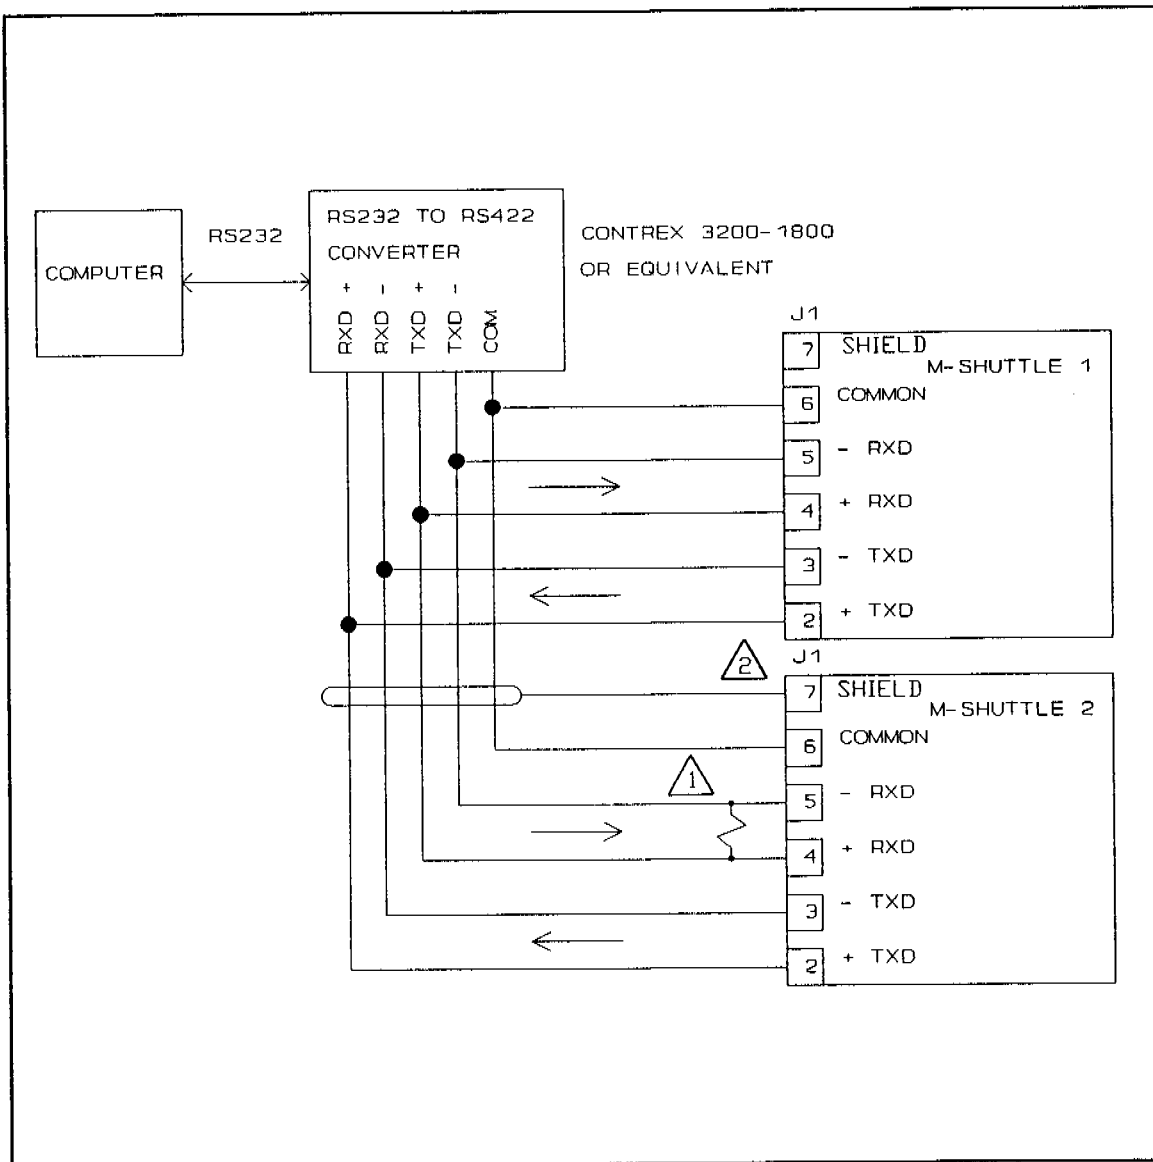 COMPUTER
RS232
RS232 TO RS422
CONVERTER
RXD +
RXD -
TXD +
TXD -
COM
CONTREX 3200-1800
OR EQUIVALENT
J1
7 SHIELD
M-SHUTTLE 1
6 COMMON
5 - RXD
4 + RXD
3 - TXD
2 + TXD
2
J1
7 SHIELD
M-SHUTTLE 2
6 COMMON
1
5 - RXD
4 + RXD
3 - TXD
2 + TXD